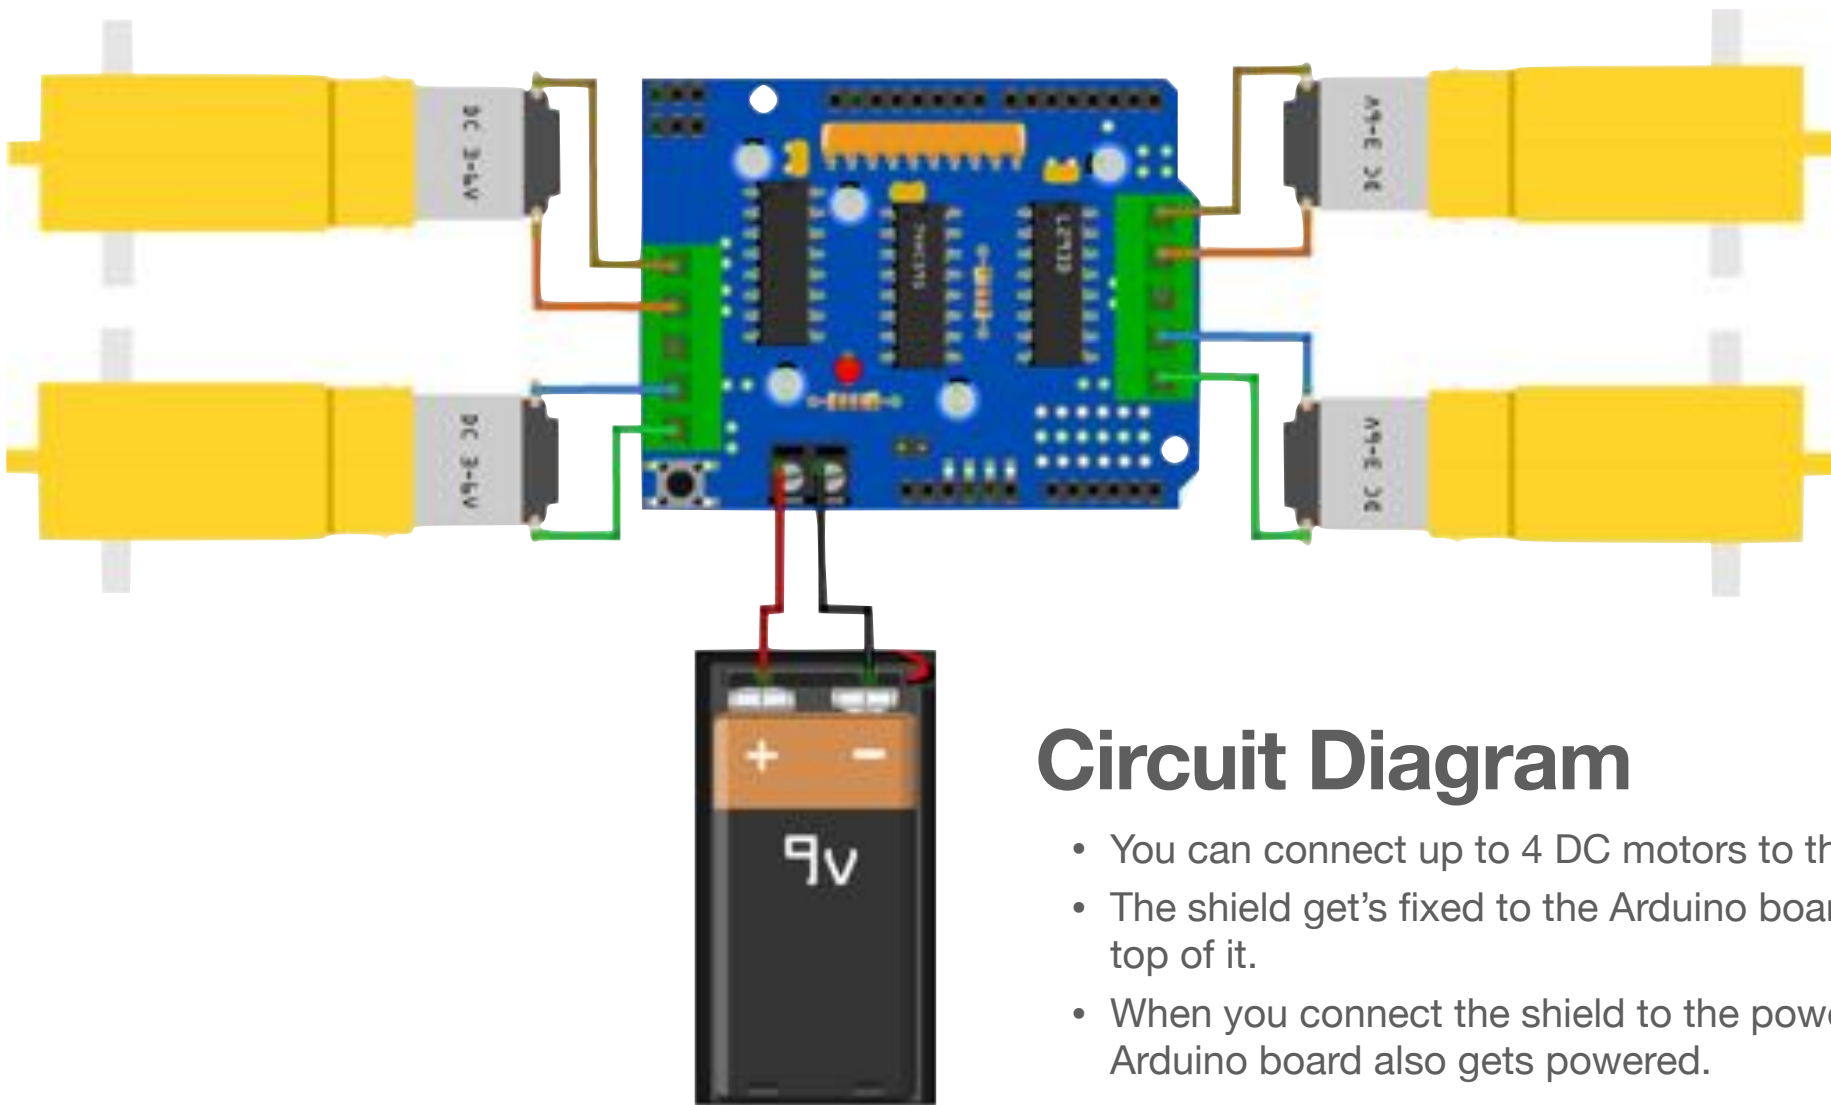 DC 3-6V
DC 3-6V
L293D
DC 3-6V
DC 3-6V
+ -
9V
Circuit Diagram
• You can connect up to 4 DC motors to th
• The shield get’s fixed to the Arduino boar
top of it.
• When you connect the shield to the powe
Arduino board also gets powered.